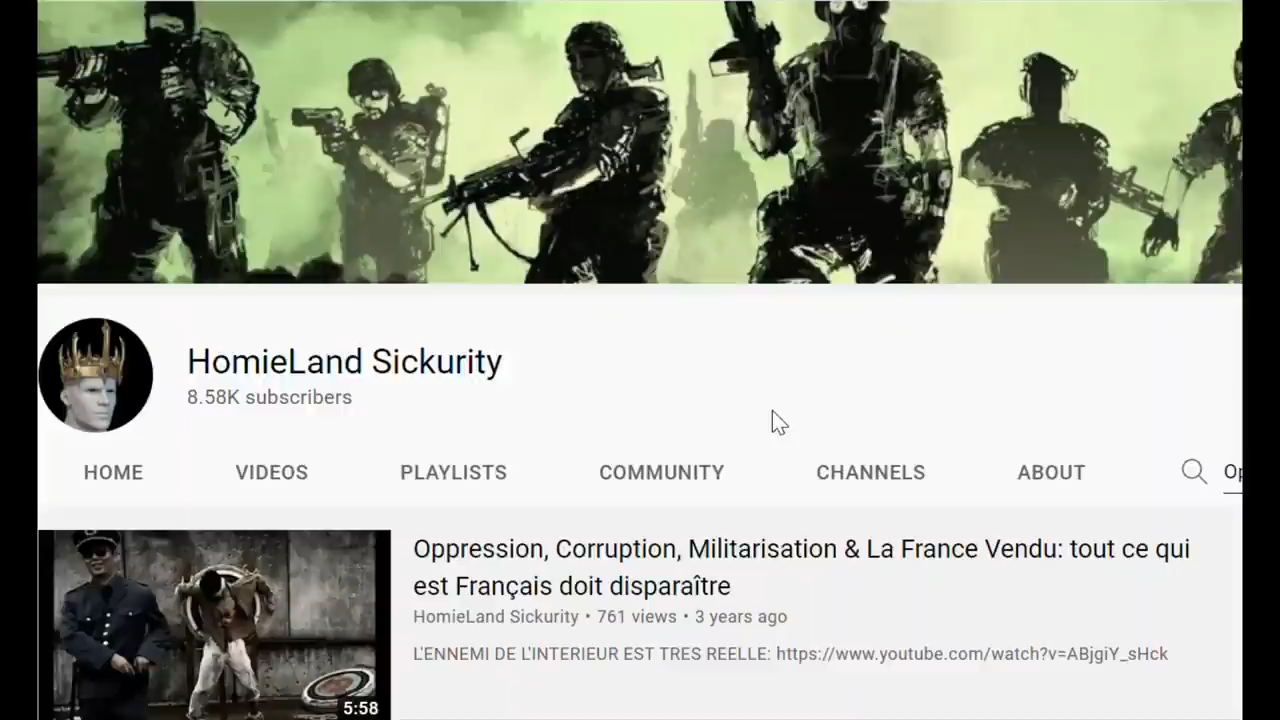 HomieLand Sickurity
8.58K subscribers
HOME VIDEOS PLAYLISTS COMMUNITY CHANNELS ABOUT Op
Oppression, Corruption, Militarisation & La France Vendu: tout ce qui
est Français doit disparaître
HomieLand Sickurity • 761 views • 3 years ago
L'ENNEMI DE L'INTERIEUR EST TRES REELLE: https://www.youtube.com/watch?v=ABjgiY_sHck
5:58